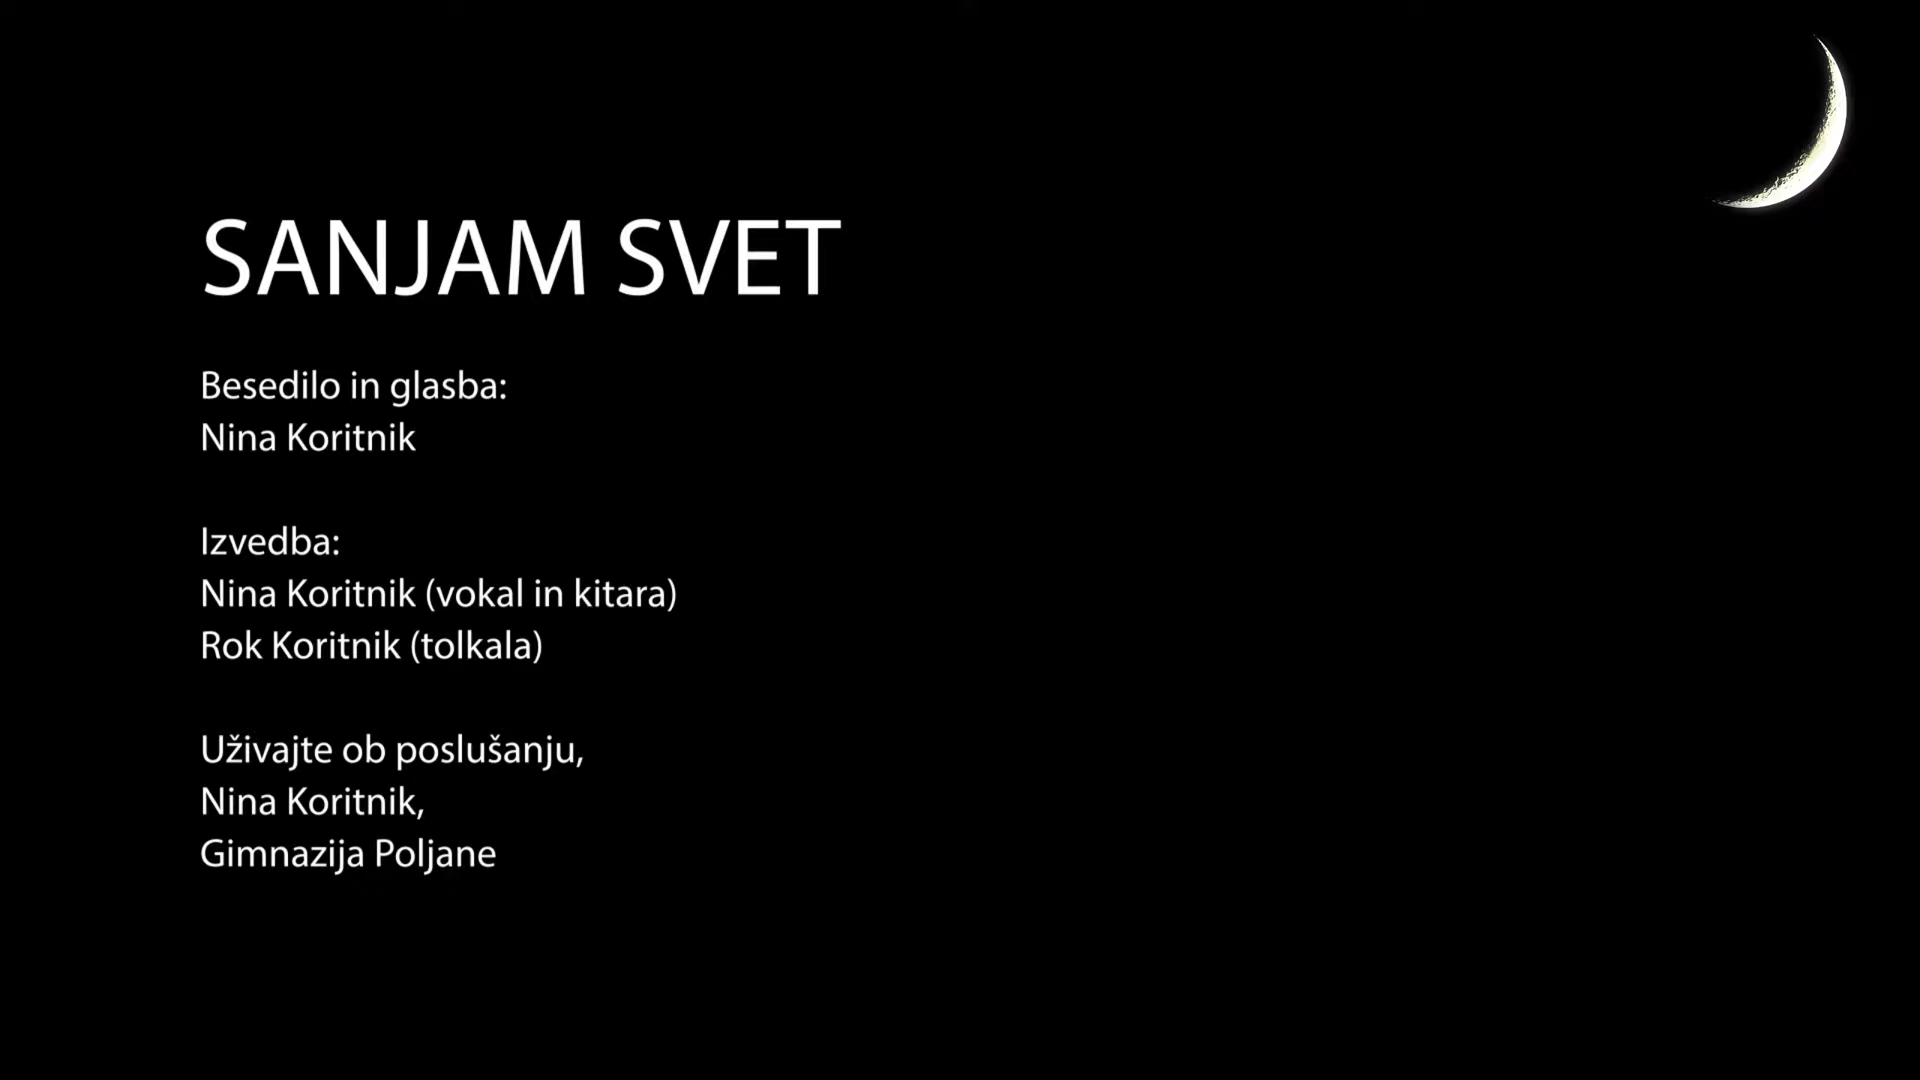 SANJAM SVET
Besedilo in glasba:
Nina Koritnik
Izvedba:
Nina Koritnik (vokal in kitara)
Rok Koritnik (tolkala)
Uživajte ob poslušanju,
Nina Koritnik,
Gimnazija Poljane